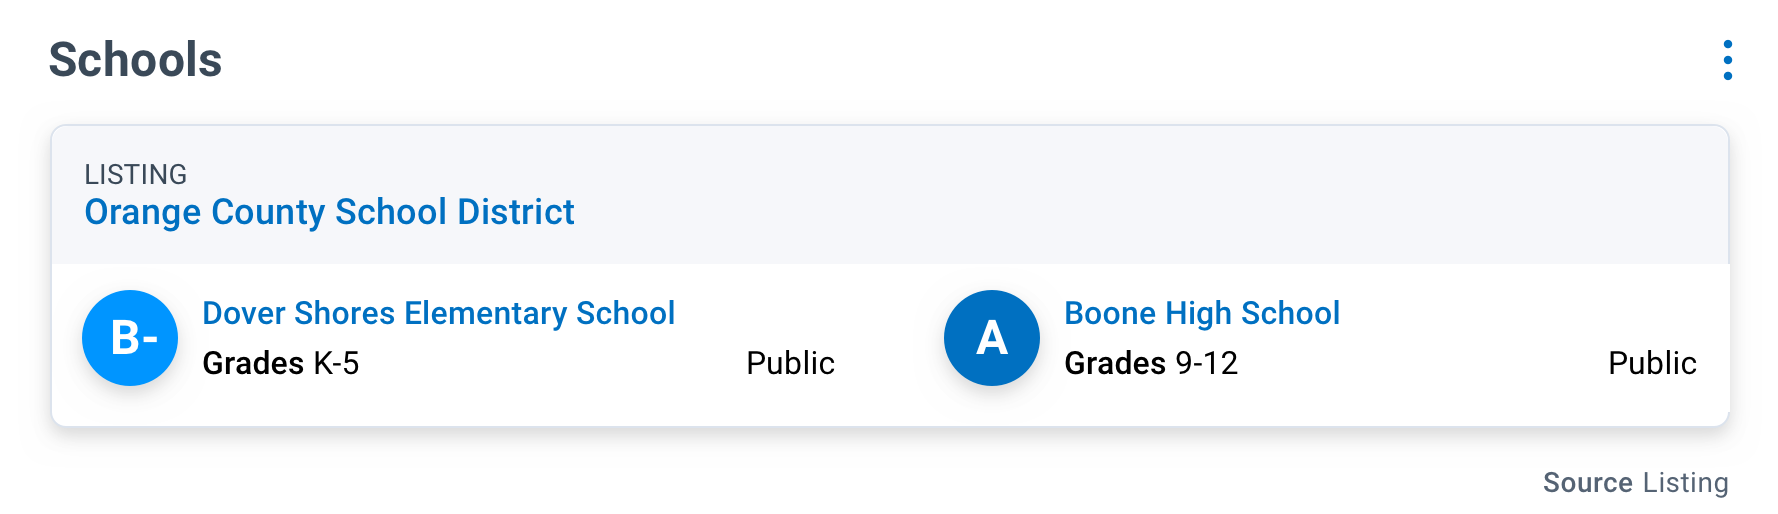 Schools
LISTING
Orange County School District
B-
Dover Shores Elementary School
Grades K-5
Public
A
Boone High School
Grades 9-12
Public
Source Listing